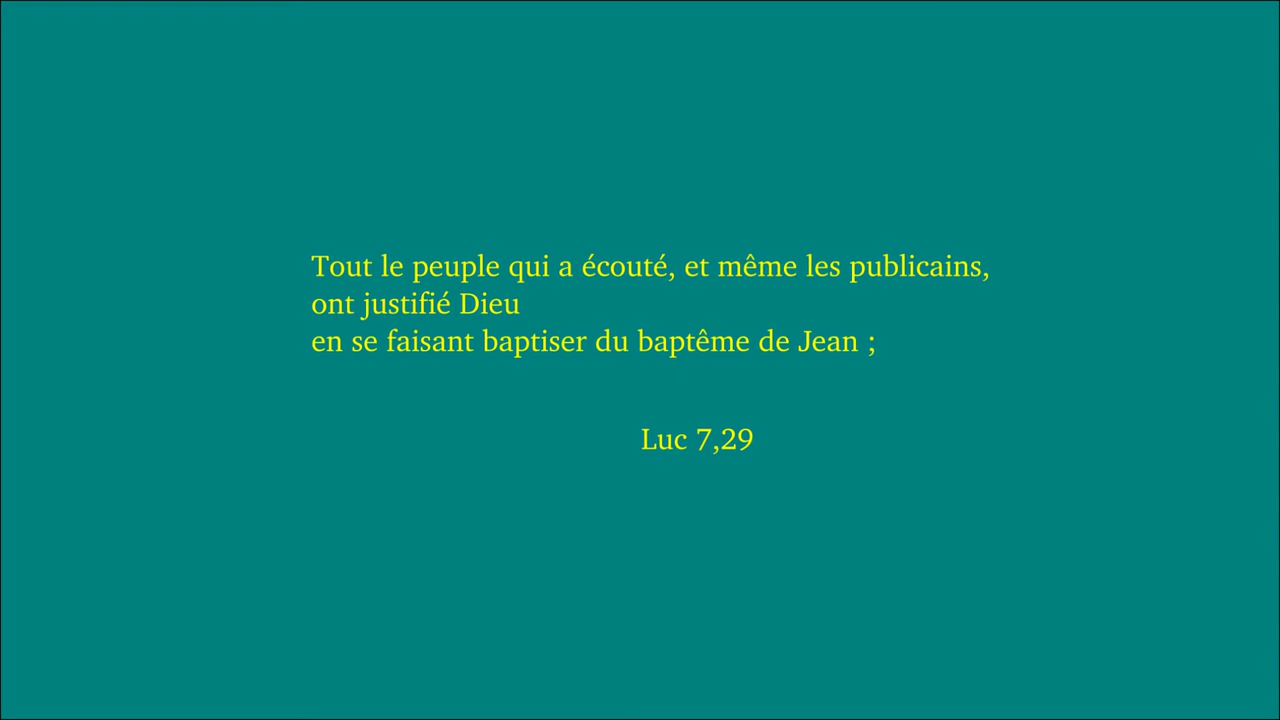 Tout le peuple qui a écouté, et même les publicains,
ont justifié Dieu
en se faisant baptiser du baptême de Jean ;
Luc 7,29